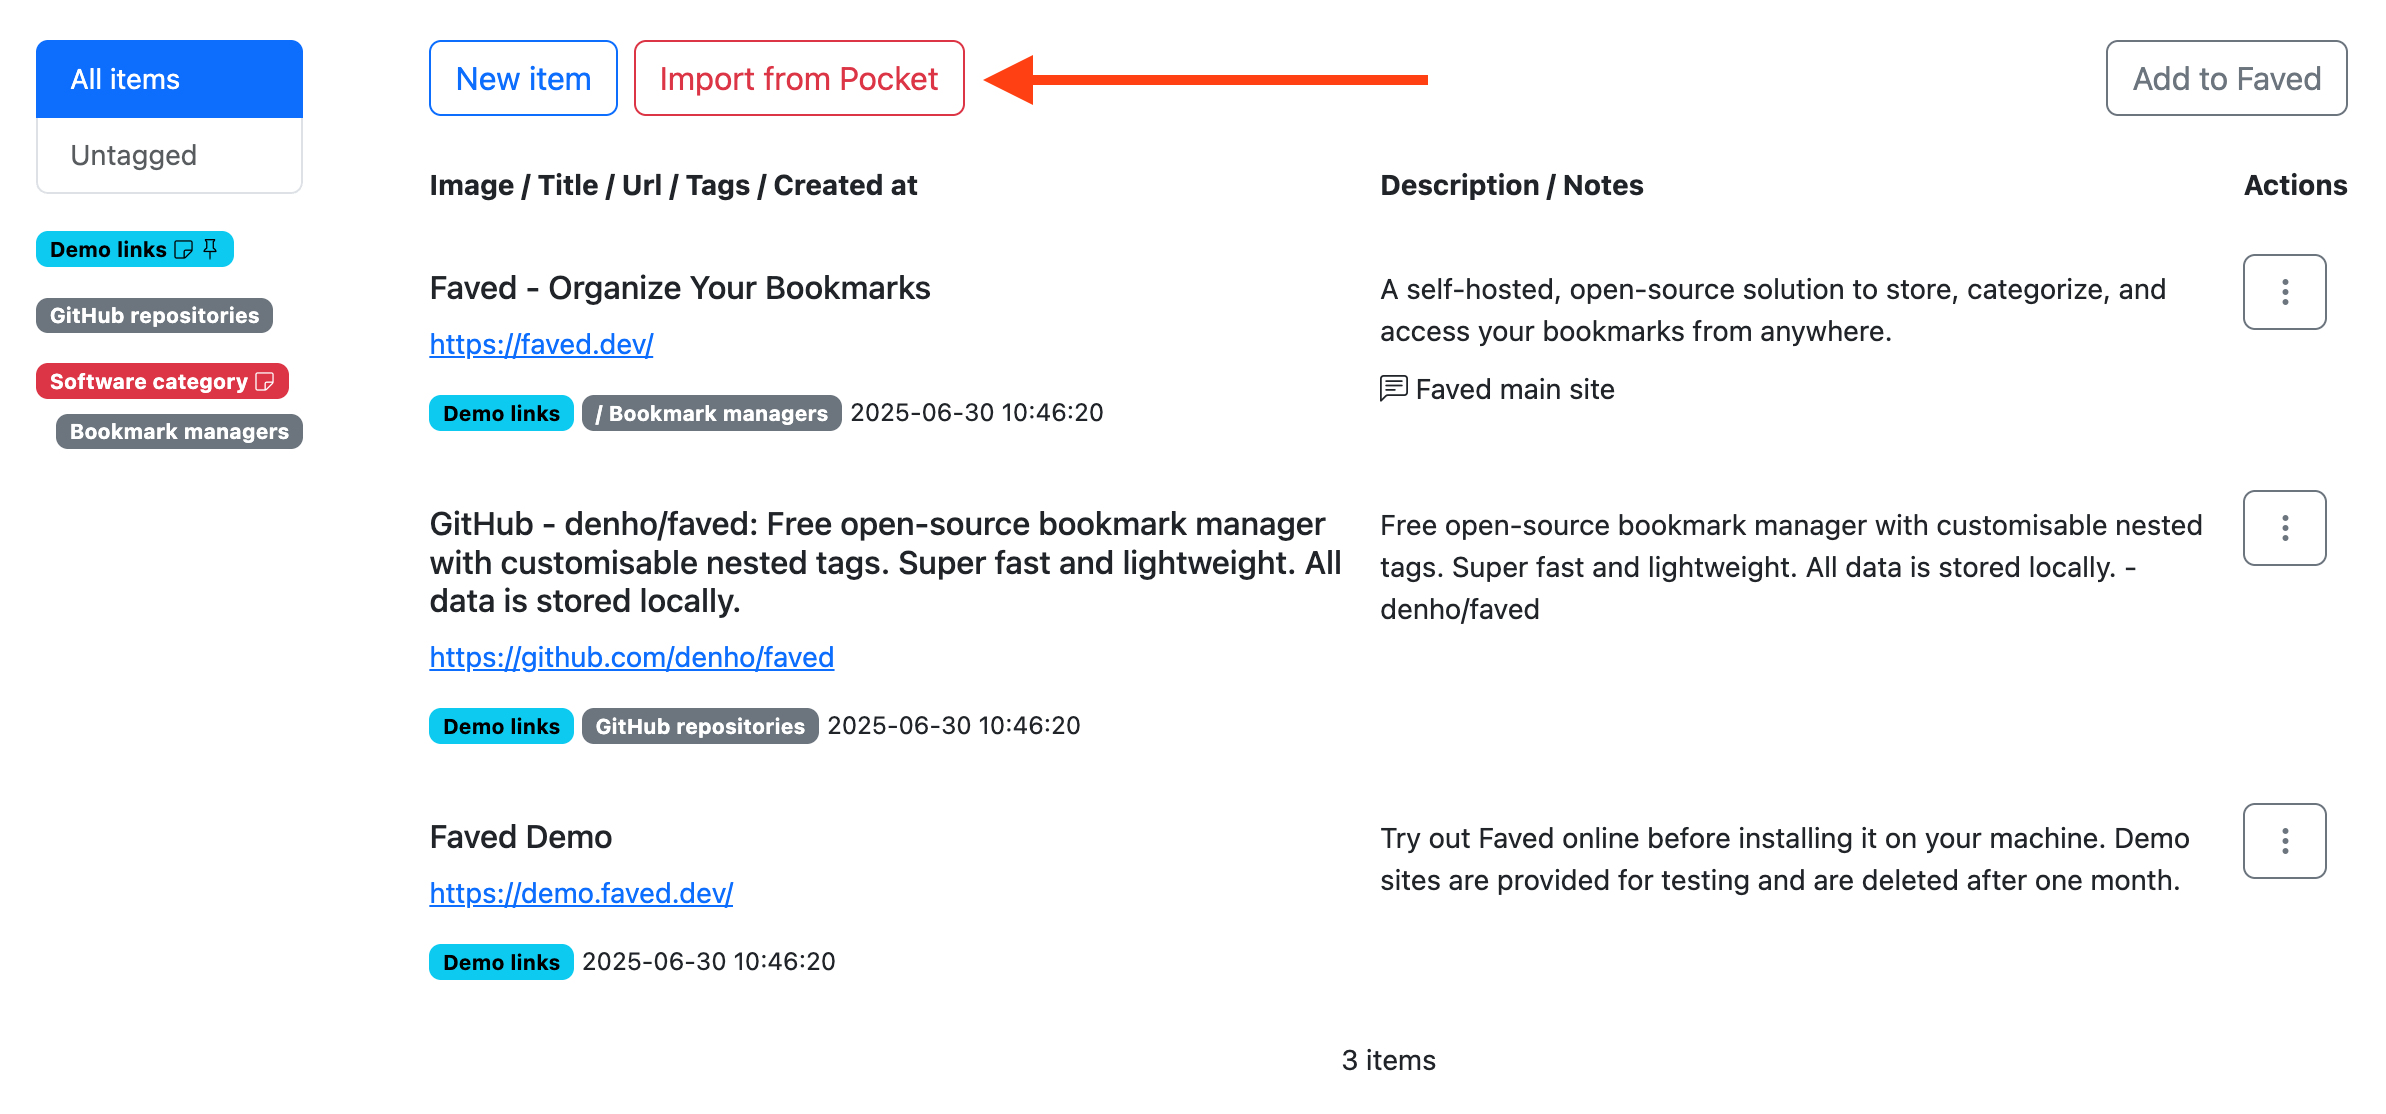 All items
Untagged
Demo links
GitHub repositories
Software category
Bookmark managers
New item
Import from Pocket
Add to Faved
Image / Title / Url / Tags / Created at
Description / Notes
Actions
Faved - Organize Your Bookmarks
https://faved.dev/
Demo links
/ Bookmark managers
2025-06-30 10:46:20
A self-hosted, open-source solution to store, categorize, and
access your bookmarks from anywhere.
Faved main site
GitHub - denho/faved: Free open-source bookmark manager
with customisable nested tags. Super fast and lightweight. All
data is stored locally.
https://github.com/denho/faved
Demo links
GitHub repositories
2025-06-30 10:46:20
Free open-source bookmark manager with customisable nested
tags. Super fast and lightweight. All data is stored locally. -
denho/faved
Faved Demo
https://demo.faved.dev/
Demo links
2025-06-30 10:46:20
Try out Faved online before installing it on your machine. Demo
sites are provided for testing and are deleted after one month.
3 items